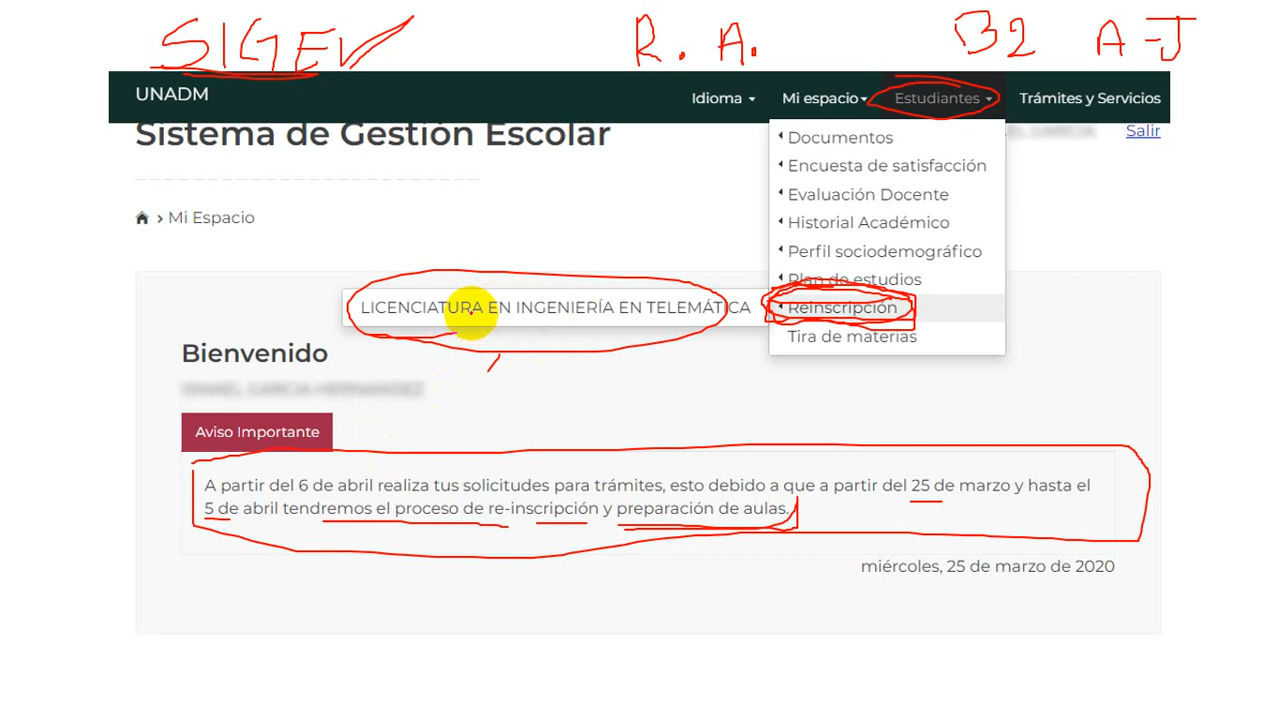 SIGE R. A. B2 A-J
UNADM Idioma Mi espacio Estudiantes Trámites y Servicios
Sistema de Gestión Escolar
Salir
Mi Espacio
Documentos
Encuesta de satisfacción
Evaluación Docente
Historial Académico
Perfil sociodemográfico
Plan de estudios
LICENCIATURA EN INGENIERÍA EN TELEMÁTICA Reinscripción
Tira de materias
Bienvenido
Aviso Importante
A partir del 6 de abril realiza tus solicitudes para trámites, esto debido a que a partir del 25 de marzo y hasta el
5 de abril tendremos el proceso de re-inscripción y preparación de aulas.
miércoles, 25 de marzo de 2020